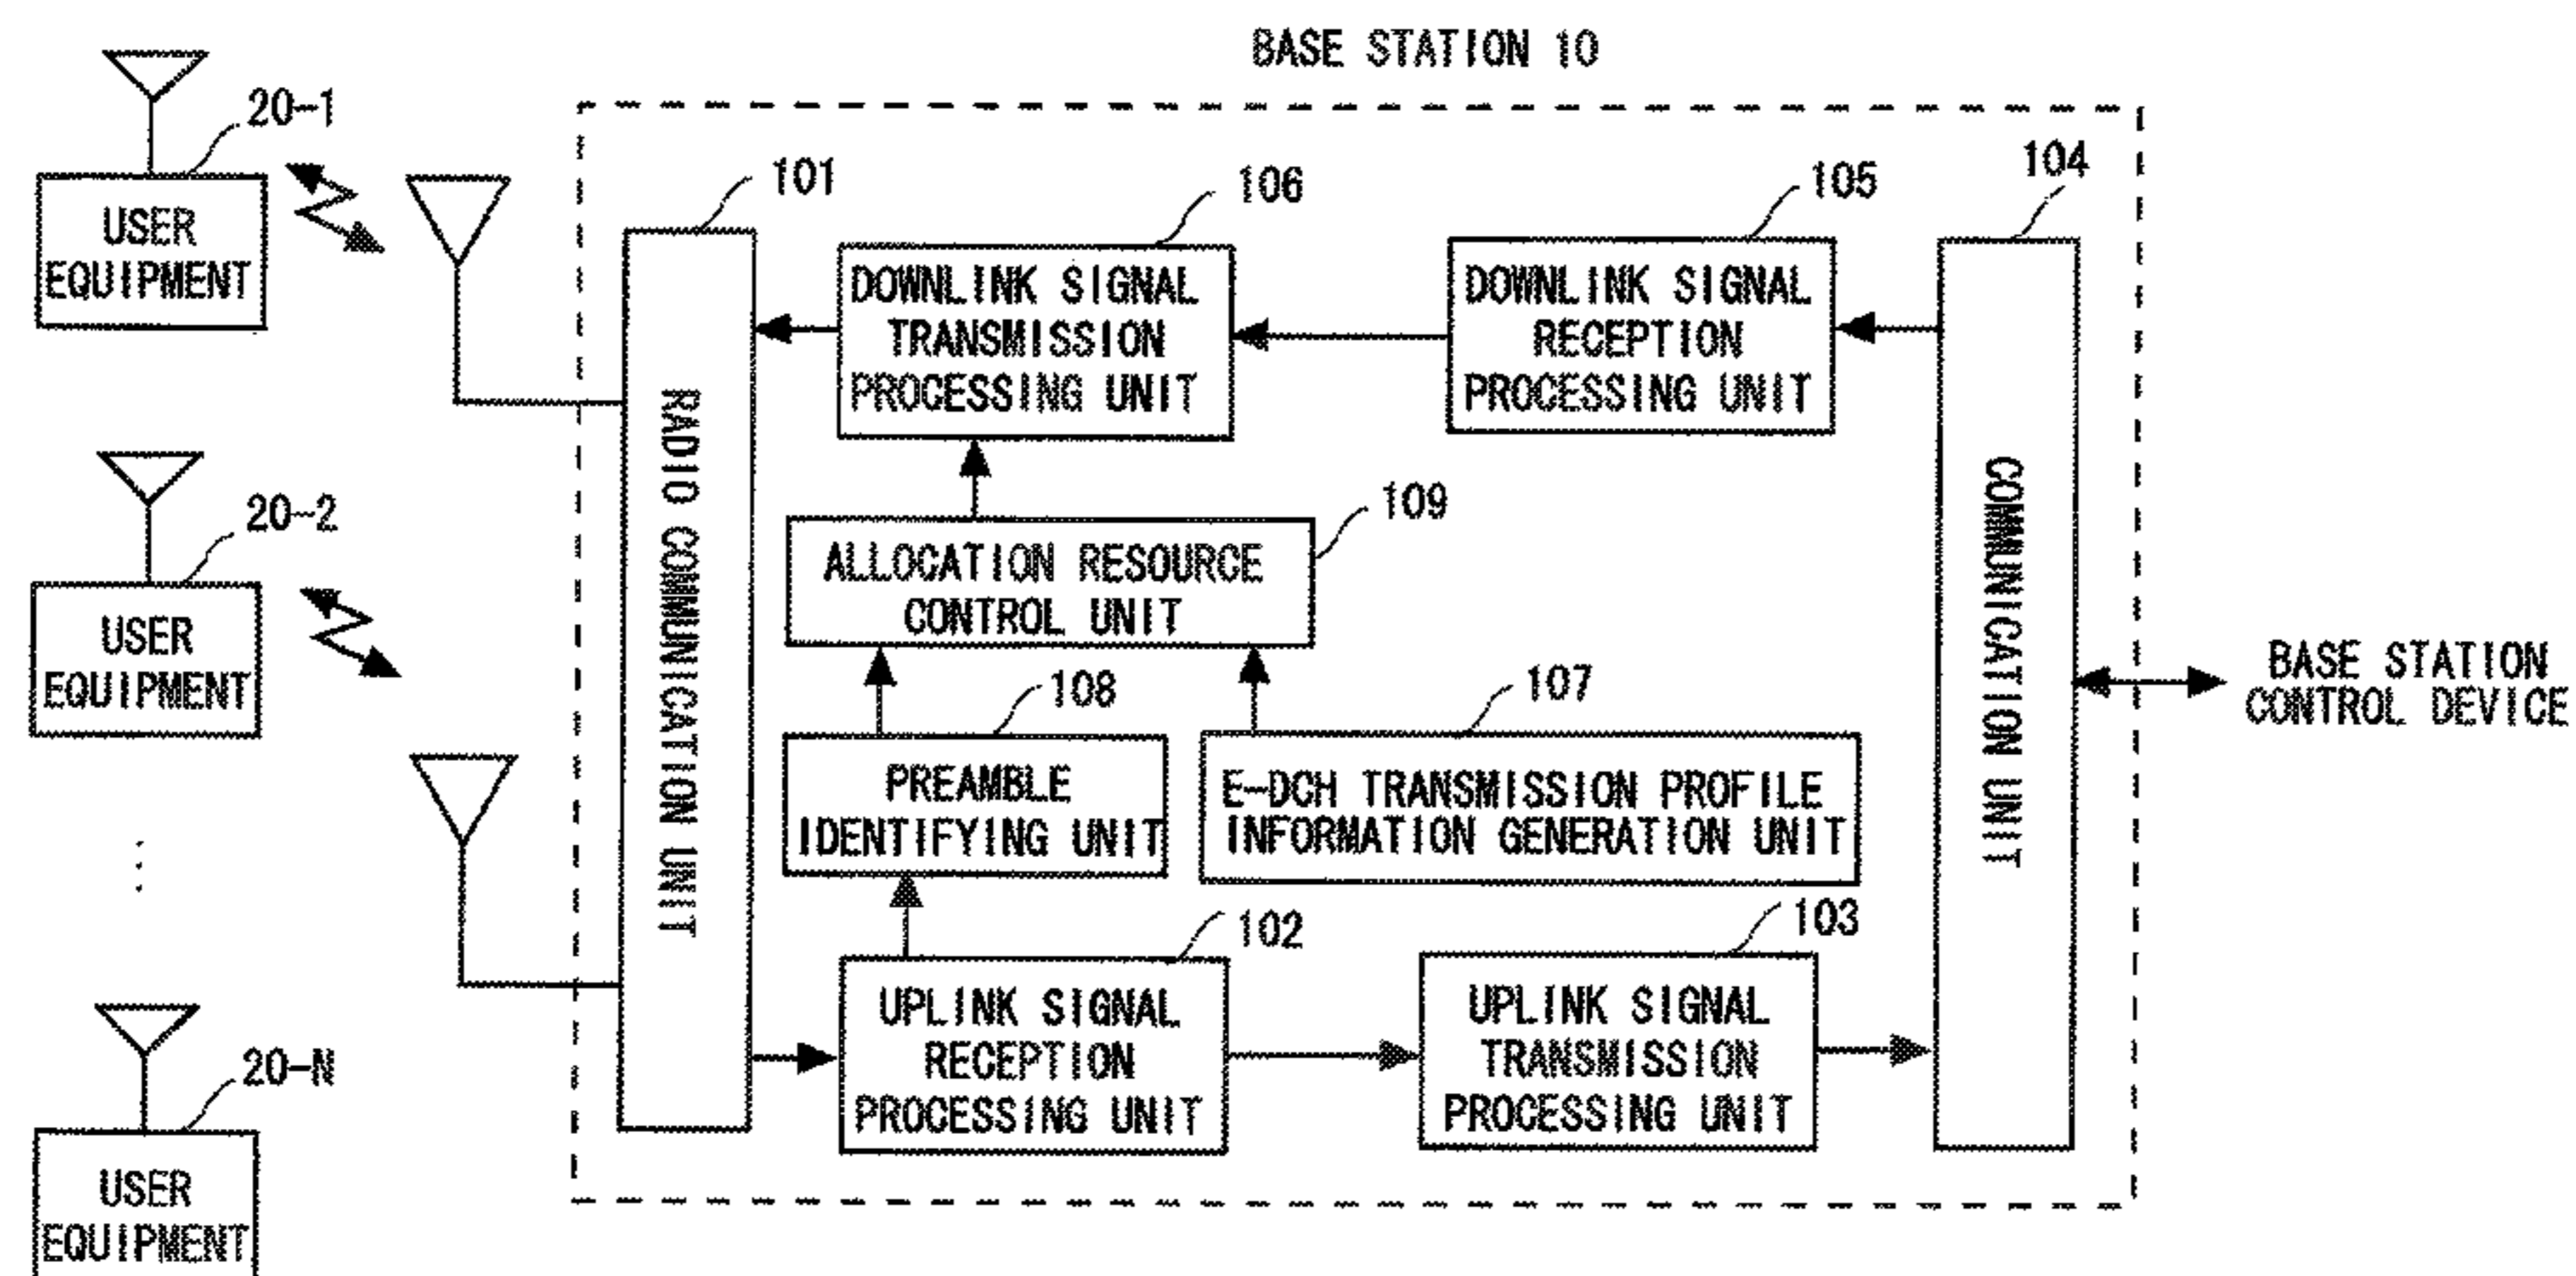 BASE STATION 10
20-1
USER
EQUIPMENT
20-2
USER
EQUIPMENT
20-N
USER
EQUIPMENT
101
RADIO COMMUNICATION UNIT
106
DOWNLINK SIGNAL
TRANSMISSION
PROCESSING UNIT
105
DOWNLINK SIGNAL
RECEPTION
PROCESSING UNIT
104
COMMUNICATION UNIT
109
ALLOCATION RESOURCE
CONTROL UNIT
108
PREAMBLE
IDENTIFYING UNIT
107
E-DCH TRANSMISSION PROFILE
INFORMATION GENERATION UNIT
102
UPLINK SIGNAL
RECEPTION
PROCESSING UNIT
103
UPLINK SIGNAL
TRANSMISSION
PROCESSING UNIT
BASE STATION
CONTROL DEVICE